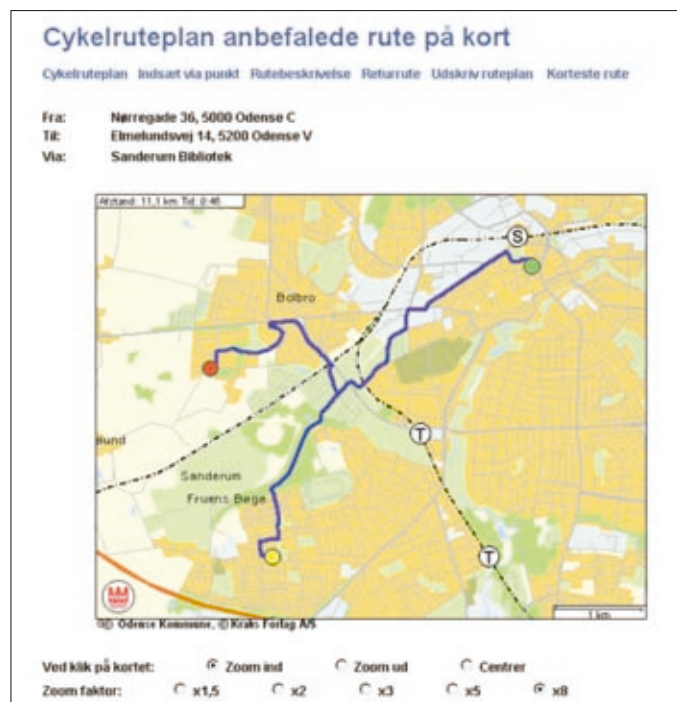 Cykelruteplan anbefalede rute på kort
Cykelruteplan Indsæt via punkt Rutebeskrivelse Returrute Udskriv ruteplan Korteste rute
Fra: Nørregade 36, 5000 Odense C
Til: Elmelundsvej 14, 5200 Odense V
Via: Sanderum Bibliotek
Afstand: 11,1 km Tid: 0:46
S
Bolbro
T
lund
Sanderum
Fruens Bøge
T
1 km
© Odense Kommune, © Kraks Forlag A/S
Ved klik på kortet: Zoom ind Zoom ud Centrer
Zoom faktor: x1,5 x2 x3 x5 x8